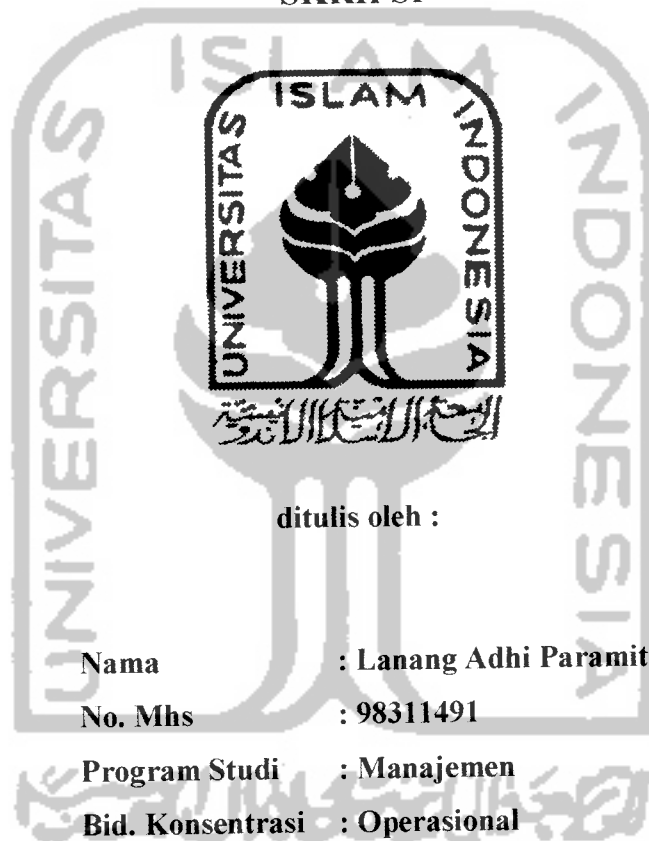 ISLAM
UNIVERSITAS
INDONESIA
ditulis oleh :
Nama : Lanang Adhi Paramit
No. Mhs : 98311491
Program Studi : Manajemen
Bid. Konsentrasi : Operasional